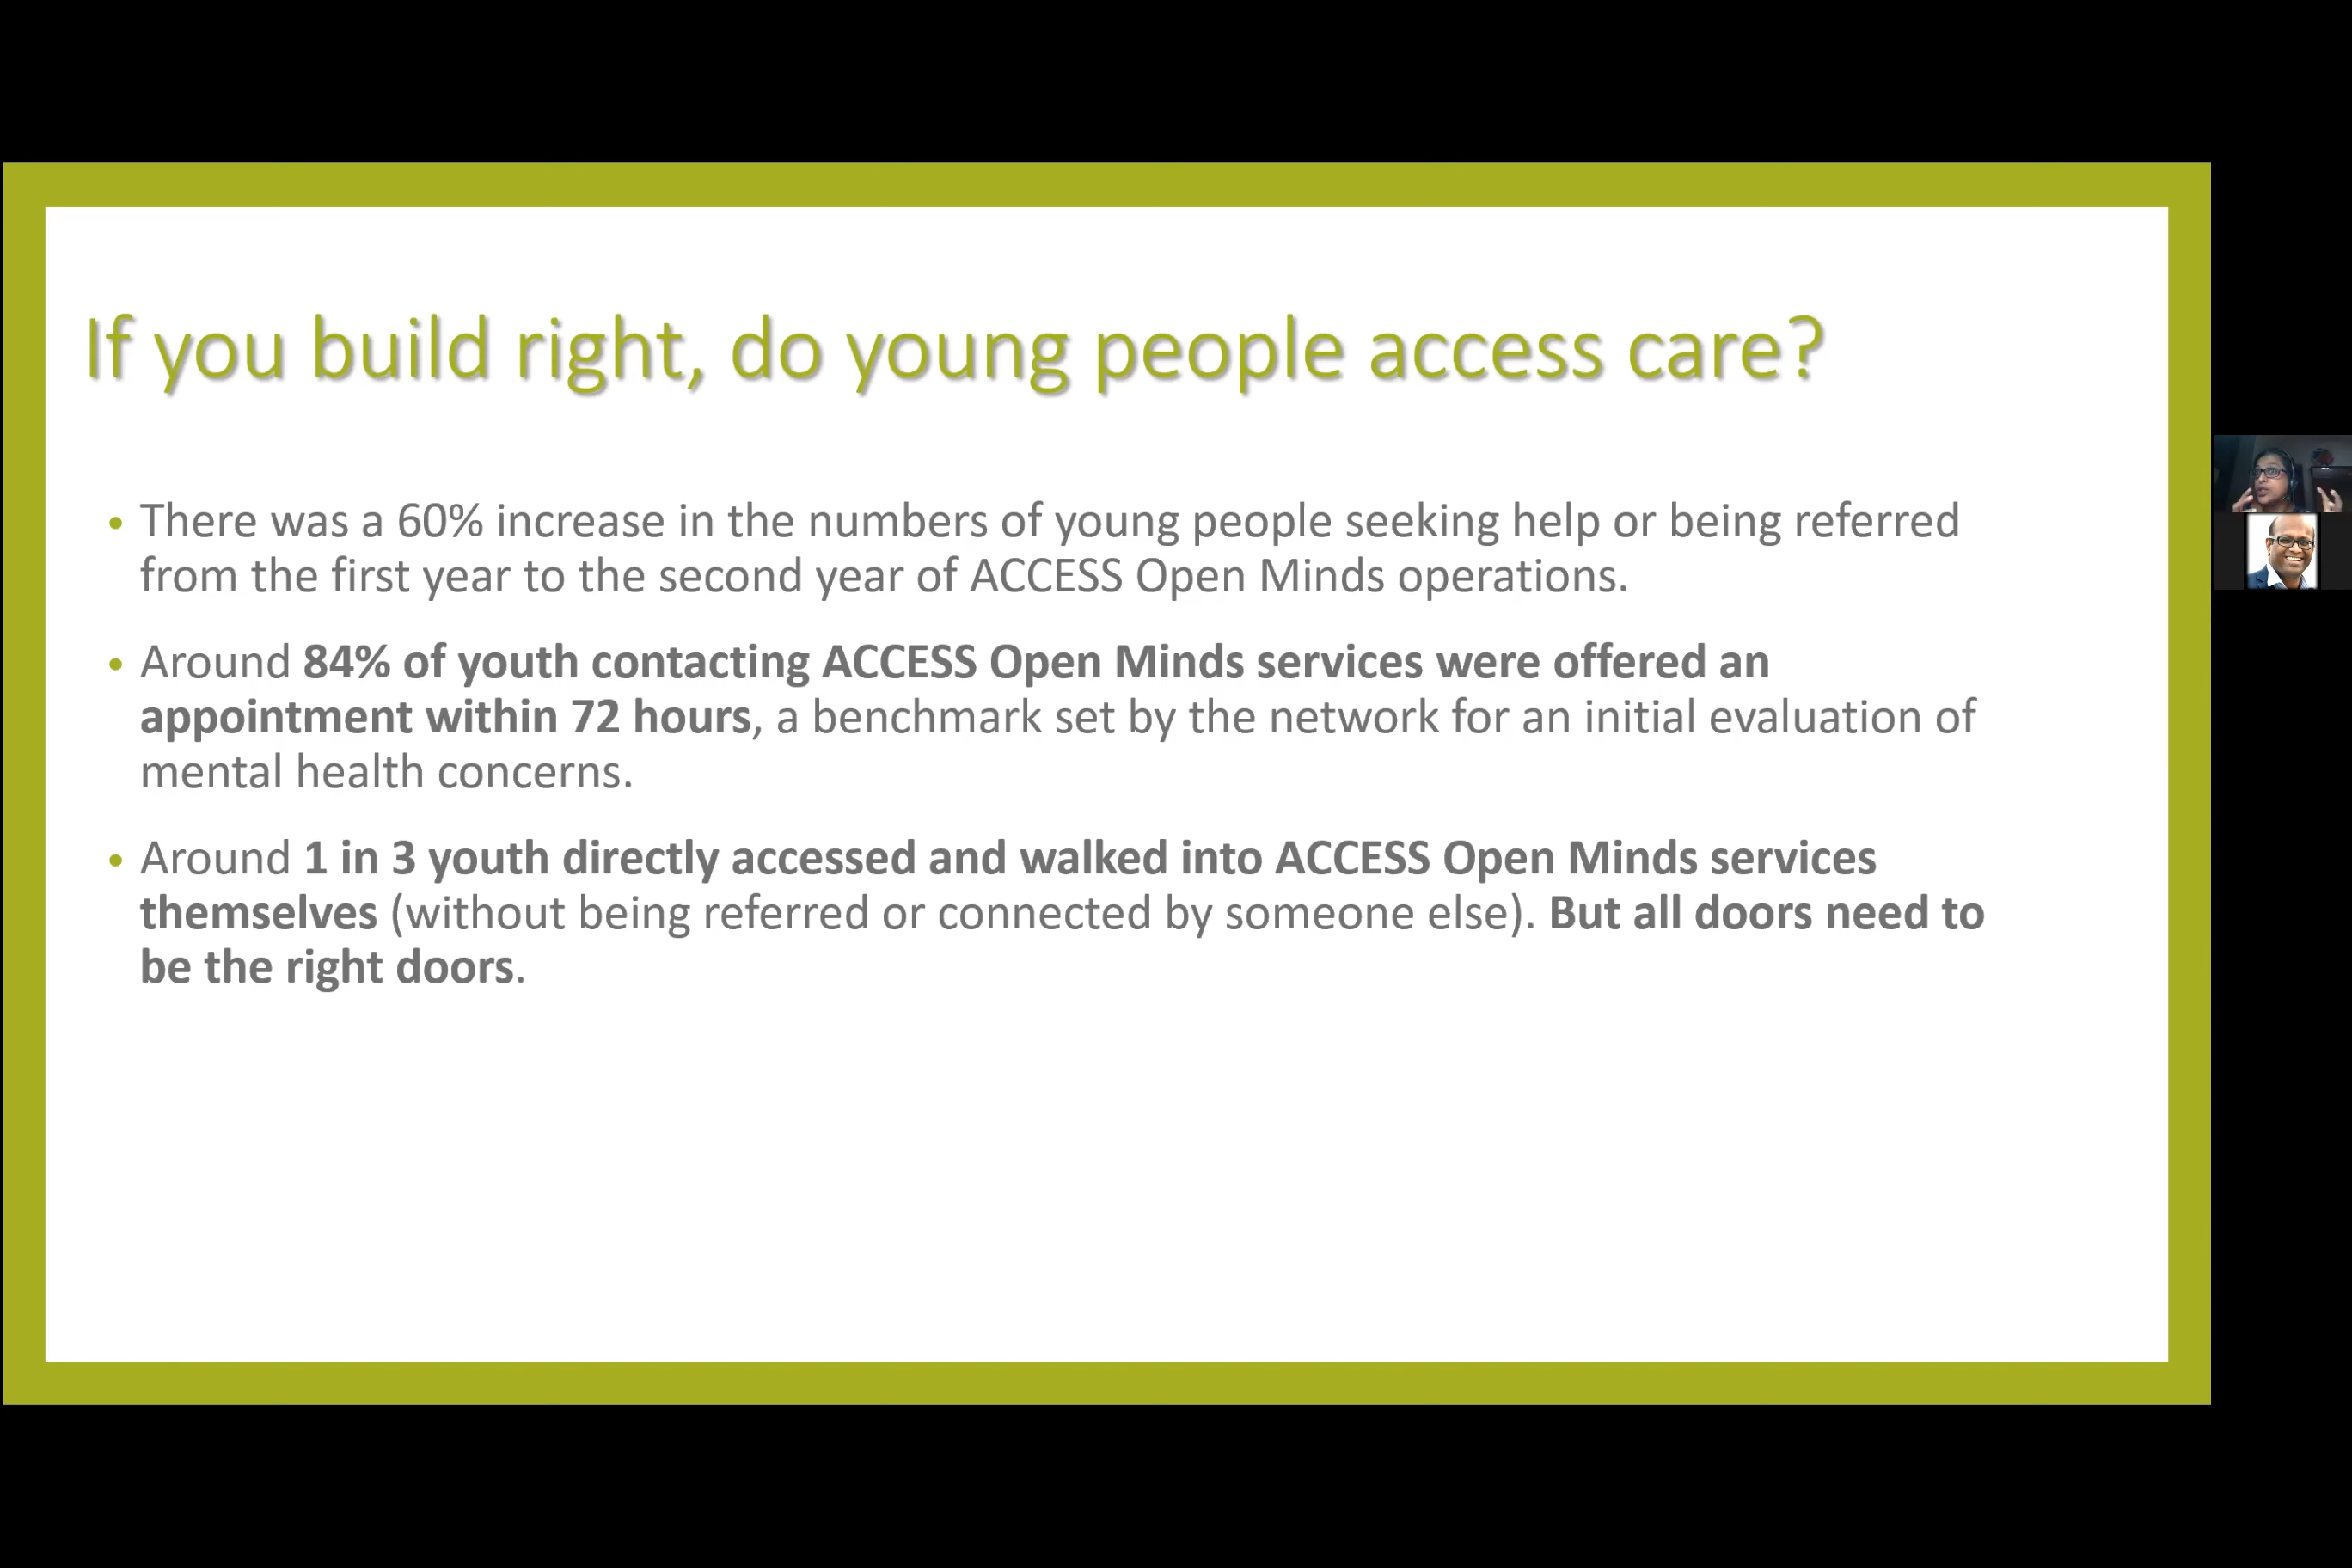 If you build right, do young people access care?
• There was a 60% increase in the numbers of young people seeking help or being referred
from the first year to the second year of ACCESS Open Minds operations.
• Around 84% of youth contacting ACCESS Open Minds services were offered an
appointment within 72 hours, a benchmark set by the network for an initial evaluation of
mental health concerns.
• Around 1 in 3 youth directly accessed and walked into ACCESS Open Minds services
themselves (without being referred or connected by someone else). But all doors need to
be the right doors.